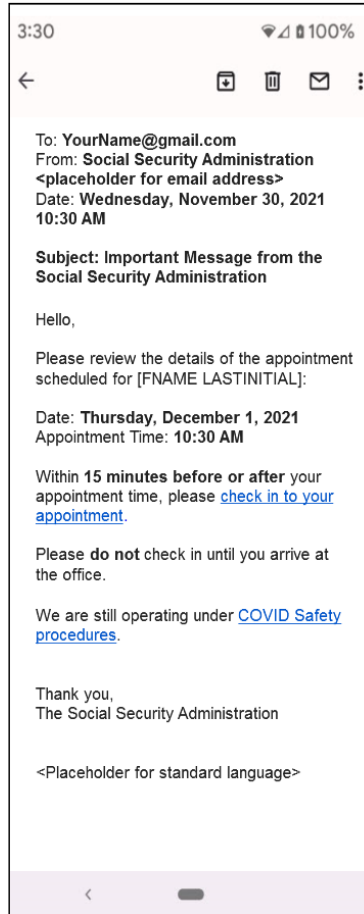 3:30
100%
To: YourName@gmail.com
From: Social Security Administration
<placeholder for email address>
Date: Wednesday, November 30, 2021
10:30 AM
Subject: Important Message from the
Social Security Administration
Hello,
Please review the details of the appointment
scheduled for [FNAME LASTINITIAL]:
Date: Thursday, December 1, 2021
Appointment Time: 10:30 AM
Within 15 minutes before or after your
appointment time, please check in to your
appointment.
Please do not check in until you arrive at
the office.
We are still operating under COVID Safety
procedures.
Thank you,
The Social Security Administration
<Placeholder for standard language>